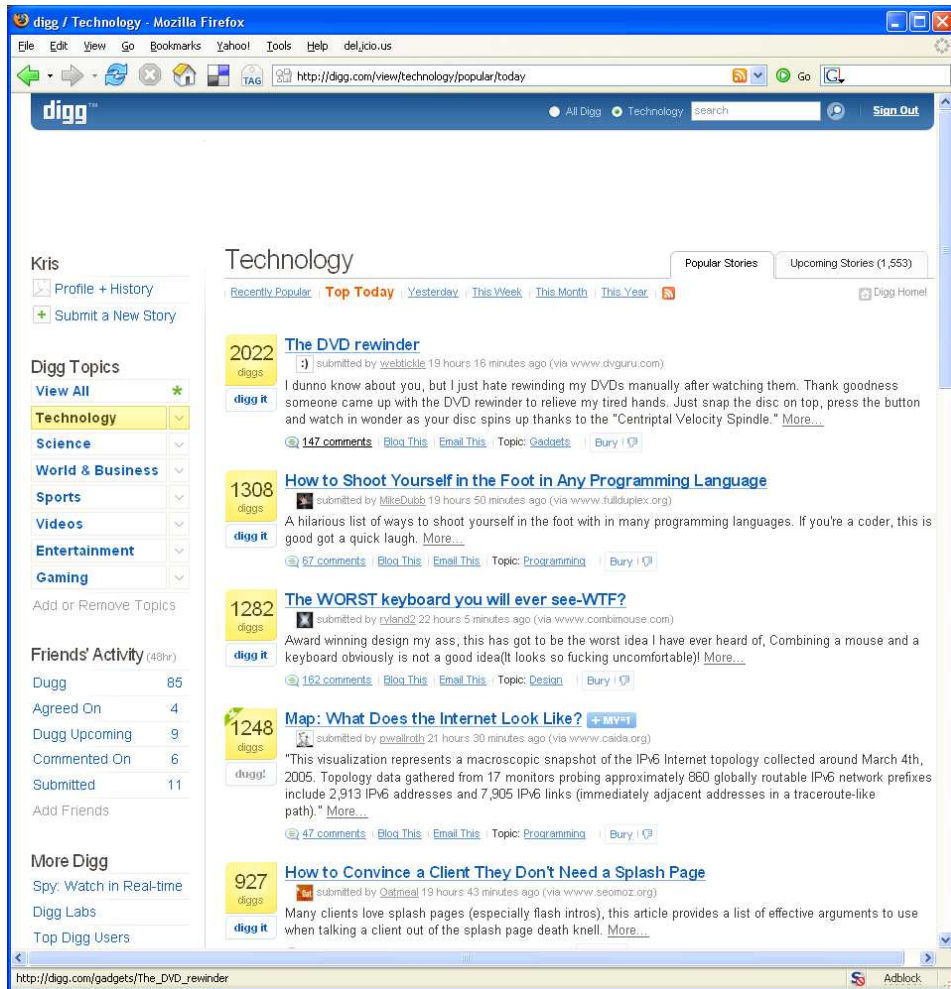 digg / Technology - Mozilla Firefox
File Edit View Go Bookmarks Yahoo! Tools Help del.icio.us
TAG http://digg.com/view/technology/popular/today Go G
digg™ All Digg Technology search Sign Out
Kris
Profile + History
Submit a New Story
Digg Topics
View All
Technology
Science
World & Business
Sports
Videos
Entertainment
Gaming
Add or Remove Topics
Friends' Activity (48hr)
Dugg 85
Agreed On 4
Dugg Upcoming 9
Commented On 6
Submitted 11
Add Friends
More Digg
Spy: Watch in Real-time
Digg Labs
Top Digg Users
Technology Popular Stories Upcoming Stories (1,553)
Recently Popular Top Today Yesterday This Week This Month This Year Digg Home!
2022 diggs
digg it
The DVD rewinder
:) submitted by webtickle 19 hours 16 minutes ago (via www.dvguru.com)
I dunno know about you, but I just hate rewinding my DVDs manually after watching them. Thank goodness
someone came up with the DVD rewinder to relieve my tired hands. Just snap the disc on top, press the button
and watch in wonder as your disc spins up thanks to the "Centriptal Velocity Spindle." More...
147 comments Blog This Email This Topic: Gadgets Bury
1308 diggs
digg it
How to Shoot Yourself in the Foot in Any Programming Language
submitted by MikeDubb 19 hours 50 minutes ago (via www.fullduplex.org)
A hilarious list of ways to shoot yourself in the foot with in many programming languages. If you're a coder, this is
good got a quick laugh. More...
67 comments Blog This Email This Topic: Programming Bury
1282 diggs
digg it
The WORST keyboard you will ever see-WTF?
submitted by rvland2 22 hours 5 minutes ago (via www.combimouse.com)
Award winning design my ass, this has got to be the worst idea I have ever heard of, Combining a mouse and a
keyboard obviously is not a good idea(It looks so fucking uncomfortable)! More...
162 comments Blog This Email This Topic: Design Bury
1248 diggs
dugg!
Map: What Does the Internet Look Like? + MY#1
submitted by pwallroth 21 hours 30 minutes ago (via www.caida.org)
"This visualization represents a macroscopic snapshot of the IPv6 Internet topology collected around March 4th,
2005. Topology data gathered from 17 monitors probing approximately 860 globally routable IPv6 network prefixes
include 2,913 IPv6 addresses and 7,905 IPv6 links (immediately adjacent addresses in a traceroute-like
path)." More...
47 comments Blog This Email This Topic: Programming Bury
927 diggs
digg it
How to Convince a Client They Don't Need a Splash Page
submitted by Oatmeal 19 hours 43 minutes ago (via www.seomoz.org)
Many clients love splash pages (especially flash intros), this article provides a list of effective arguments to use
when talking a client out of the splash page death knell. More...
http://digg.com/gadgets/The_DVD_rewinder Adblock